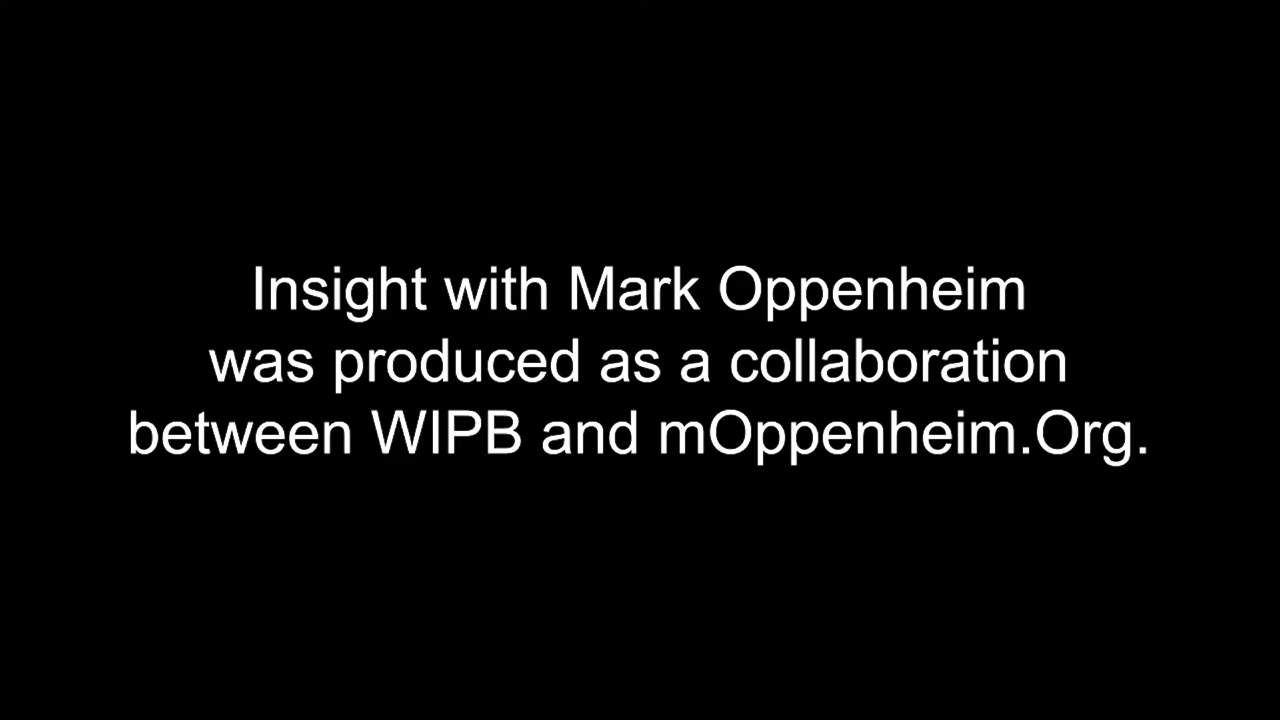 Insight with Mark Oppenheim
was produced as a collaboration
between WIPB and mOppenheim.Org.